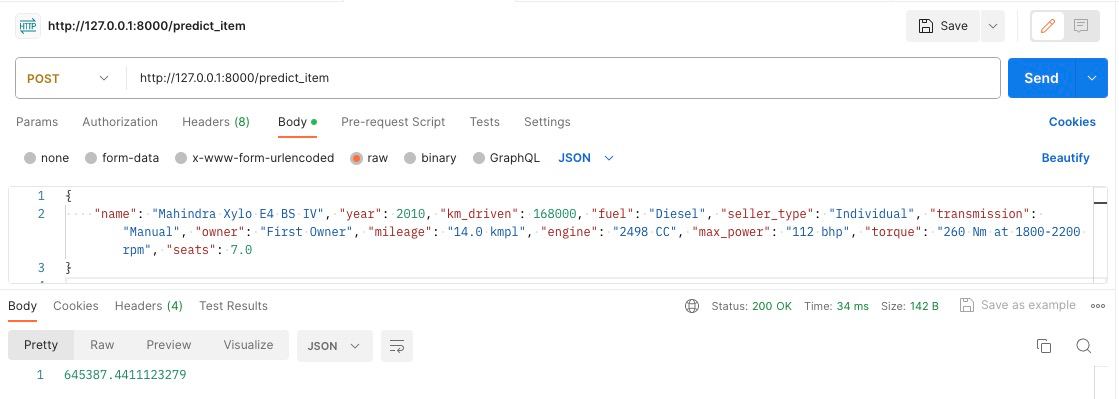 HTTP http://127.0.0.1:8000/predict_item Save
POST http://127.0.0.1:8000/predict_item Send
Params Authorization Headers (8) Body Pre-request Script Tests Settings Cookies
none form-data x-www-form-urlencoded raw binary GraphQL JSON Beautify
1 {
2 "name": "Mahindra Xylo E4 BS IV", "year": 2010, "km_driven": 168000, "fuel": "Diesel", "seller_type": "Individual", "transmission":
"Manual", "owner": "First Owner", "mileage": "14.0 kmpl", "engine": "2498 CC", "max_power": "112 bhp", "torque": "260 Nm at 1800-2200
rpm", "seats": 7.0
3 }
Body Cookies Headers (4) Test Results Status: 200 OK Time: 34 ms Size: 142 B Save as example
Pretty Raw Preview Visualize JSON
1 645387.4411123279